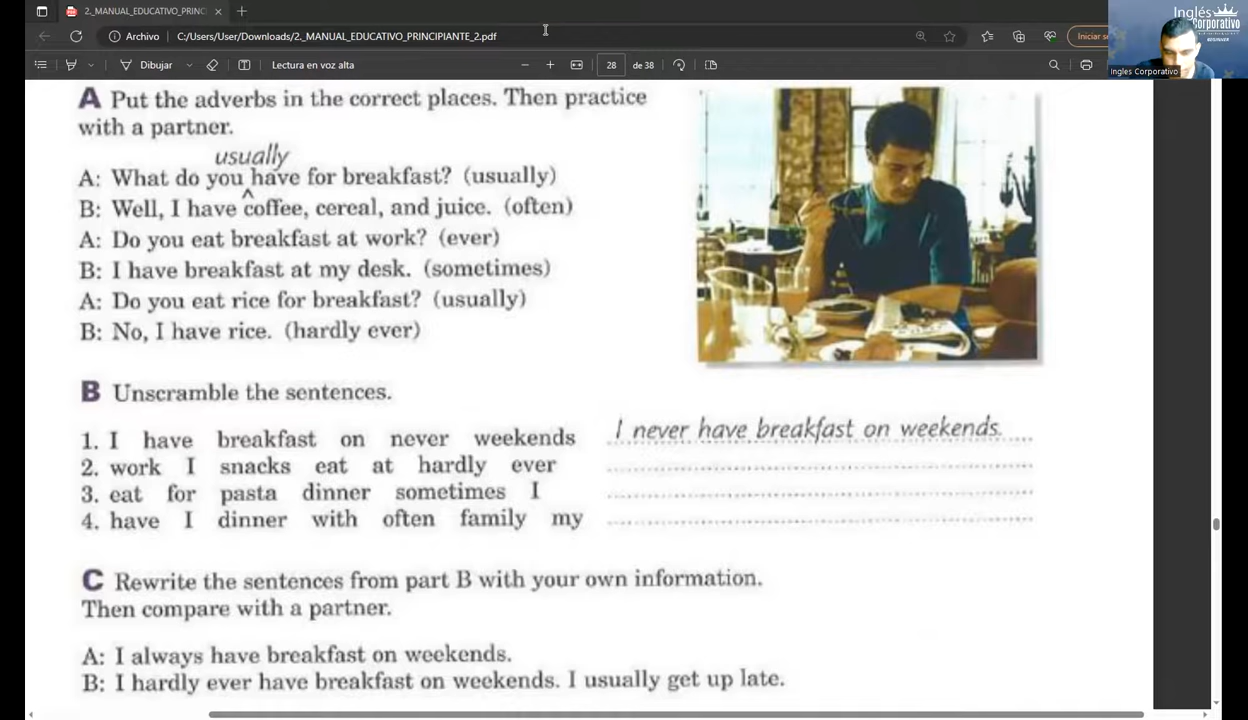 2._MANUAL_EDUCATIVO_PRINCI
Archivo C:/Users/User/Downloads/2._MANUAL_EDUCATIVO_PRINCIPIANTE_2.pdf
Iniciar se
Inglés
Corporativo
BEGINNER
Ingles Corporativo
Dibujar
Lectura en voz alta
28 de 38
A Put the adverbs in the correct places. Then practice
with a partner.
usually
A: What do you have for breakfast? (usually)
B: Well, I have coffee, cereal, and juice. (often)
A: Do you eat breakfast at work? (ever)
B: I have breakfast at my desk. (sometimes)
A: Do you eat rice for breakfast? (usually)
B: No, I have rice. (hardly ever)
B Unscramble the sentences.
1. I have breakfast on never weekends I never have breakfast on weekends.
2. work I snacks eat at hardly ever
3. eat for pasta dinner sometimes I
4. have I dinner with often family my
C Rewrite the sentences from part B with your own information.
Then compare with a partner.
A: I always have breakfast on weekends.
B: I hardly ever have breakfast on weekends. I usually get up late.